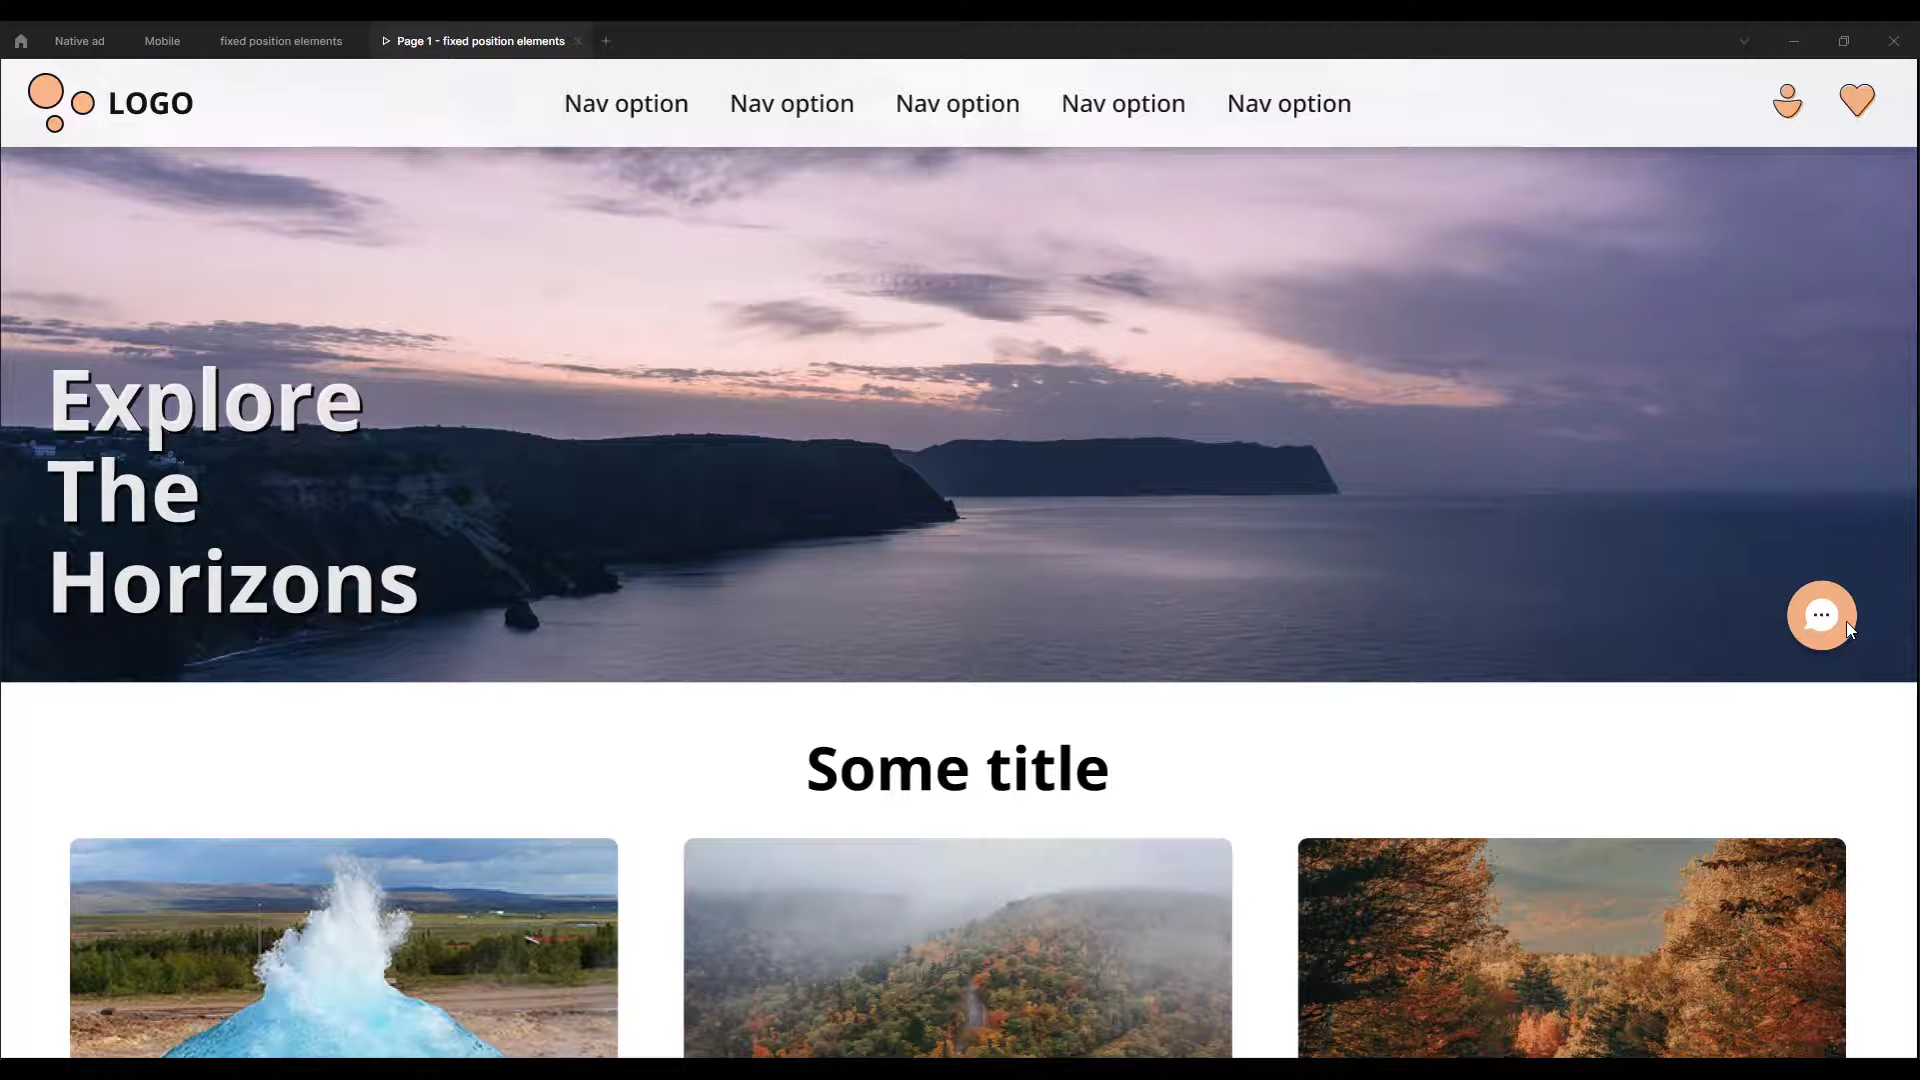 Native ad
Mobile
fixed position elements
Page 1 - fixed position elements
LOGO
Nav option
Nav option
Nav option
Nav option
Nav option
Explore
The
Horizons
Some title